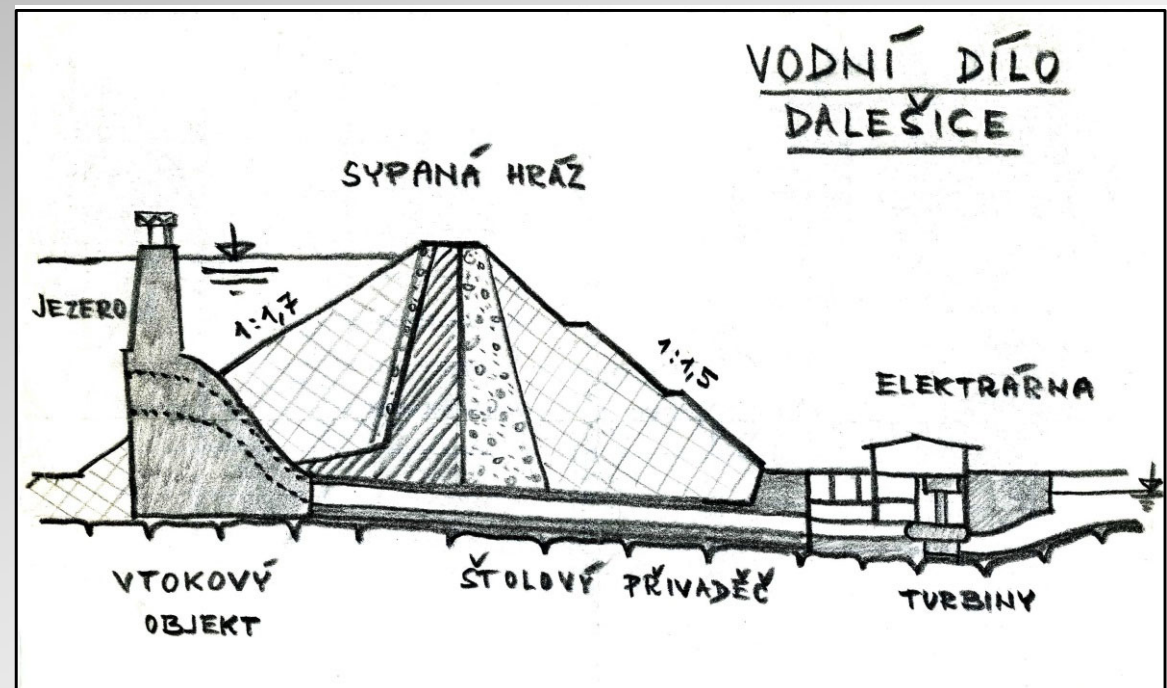 VODNÍ DÍLO
DALEŠICE
SYPANÁ HRÁZ
JEZERO
1:1,7
1:1,5
ELEKTRÁRNA
VTOKOVÝ
OBJEKT
ŠTOLOVÝ PŘIVADĚČ
TURBINY